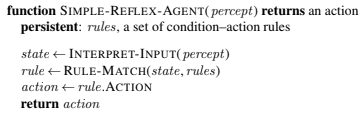 function SIMPLE-REFLEX-AGENT(percept) returns an action
persistent: rules, a set of condition–action rules
state ← INTERPRET-INPUT(percept)
rule ← RULE-MATCH(state, rules)
action ← rule.ACTION
return action